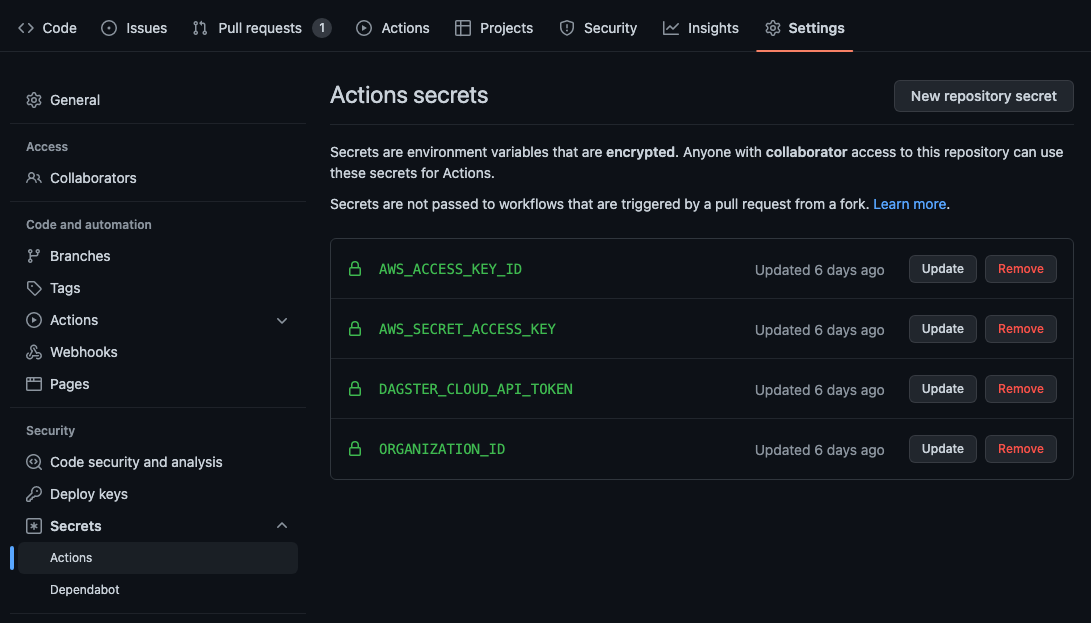 Code Issues Pull requests 1 Actions Projects Security Insights Settings
General
Access
Collaborators
Code and automation
Branches
Tags
Actions
Webhooks
Pages
Security
Code security and analysis
Deploy keys
Secrets
Actions
Dependabot
Actions secrets New repository secret
Secrets are environment variables that are encrypted. Anyone with collaborator access to this repository can use
these secrets for Actions.
Secrets are not passed to workflows that are triggered by a pull request from a fork. Learn more.
AWS_ACCESS_KEY_ID Updated 6 days ago Update Remove
AWS_SECRET_ACCESS_KEY Updated 6 days ago Update Remove
DAGSTER_CLOUD_API_TOKEN Updated 6 days ago Update Remove
ORGANIZATION_ID Updated 6 days ago Update Remove